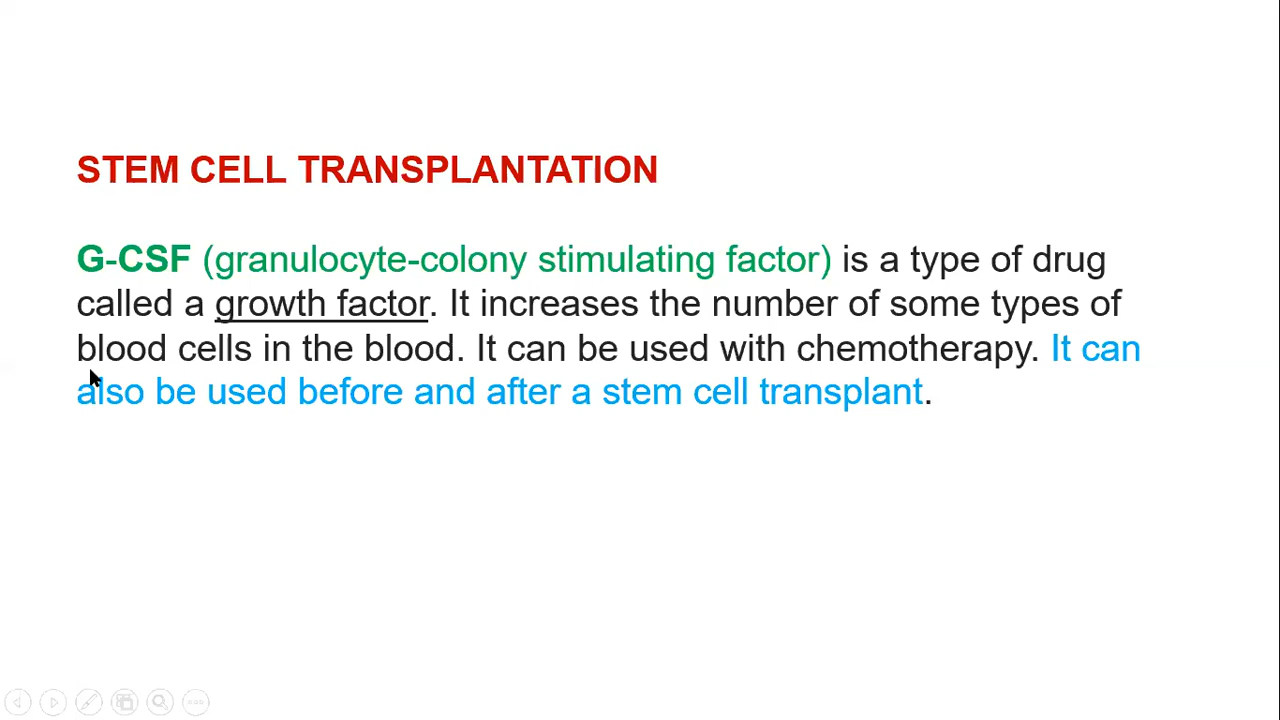 STEM CELL TRANSPLANTATION
G-CSF (granulocyte-colony stimulating factor) is a type of drug
called a growth factor. It increases the number of some types of
blood cells in the blood. It can be used with chemotherapy. It can
also be used before and after a stem cell transplant.